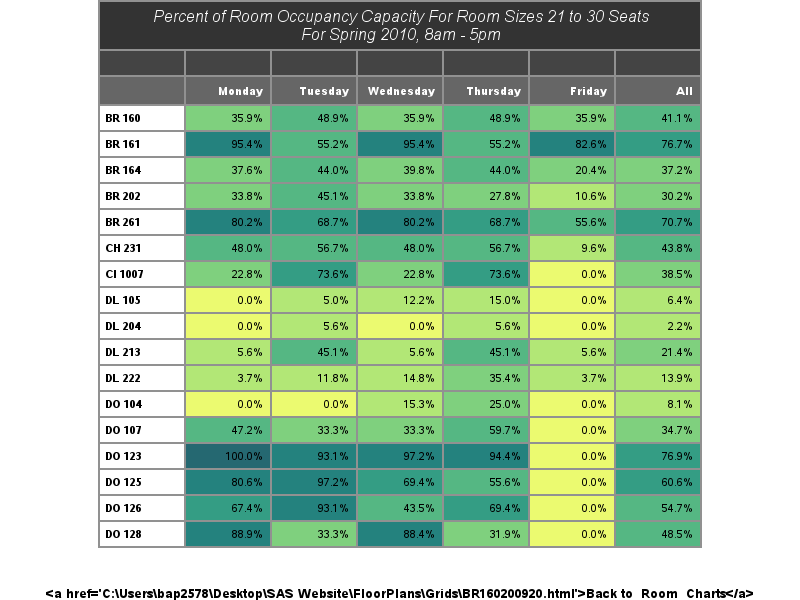 Percent of Room Occupancy Capacity For Room Sizes 21 to 30 Seats
For Spring 2010, 8am - 5pm
Monday Tuesday Wednesday Thursday Friday All
BR 160 35.9% 48.9% 35.9% 48.9% 35.9% 41.1%
BR 161 95.4% 55.2% 95.4% 55.2% 82.6% 76.7%
BR 164 37.6% 44.0% 39.8% 44.0% 20.4% 37.2%
BR 202 33.8% 45.1% 33.8% 27.8% 10.6% 30.2%
BR 261 80.2% 68.7% 80.2% 68.7% 55.6% 70.7%
CH 231 48.0% 56.7% 48.0% 56.7% 9.6% 43.8%
CI 1007 22.8% 73.6% 22.8% 73.6% 0.0% 38.5%
DL 105 0.0% 5.0% 12.2% 15.0% 0.0% 6.4%
DL 204 0.0% 5.6% 0.0% 5.6% 0.0% 2.2%
DL 213 5.6% 45.1% 5.6% 45.1% 5.6% 21.4%
DL 222 3.7% 11.8% 14.8% 35.4% 3.7% 13.9%
DO 104 0.0% 0.0% 15.3% 25.0% 0.0% 8.1%
DO 107 47.2% 33.3% 33.3% 59.7% 0.0% 34.7%
DO 123 100.0% 93.1% 97.2% 94.4% 0.0% 76.9%
DO 125 80.6% 97.2% 69.4% 55.6% 0.0% 60.6%
DO 126 67.4% 93.1% 43.5% 69.4% 0.0% 54.7%
DO 128 88.9% 33.3% 88.4% 31.9% 0.0% 48.5%
<a href='C:\Users\bap2578\Desktop\SAS Website\FloorPlans\Grids\BR160200920.html'>Back to Room Charts</a>